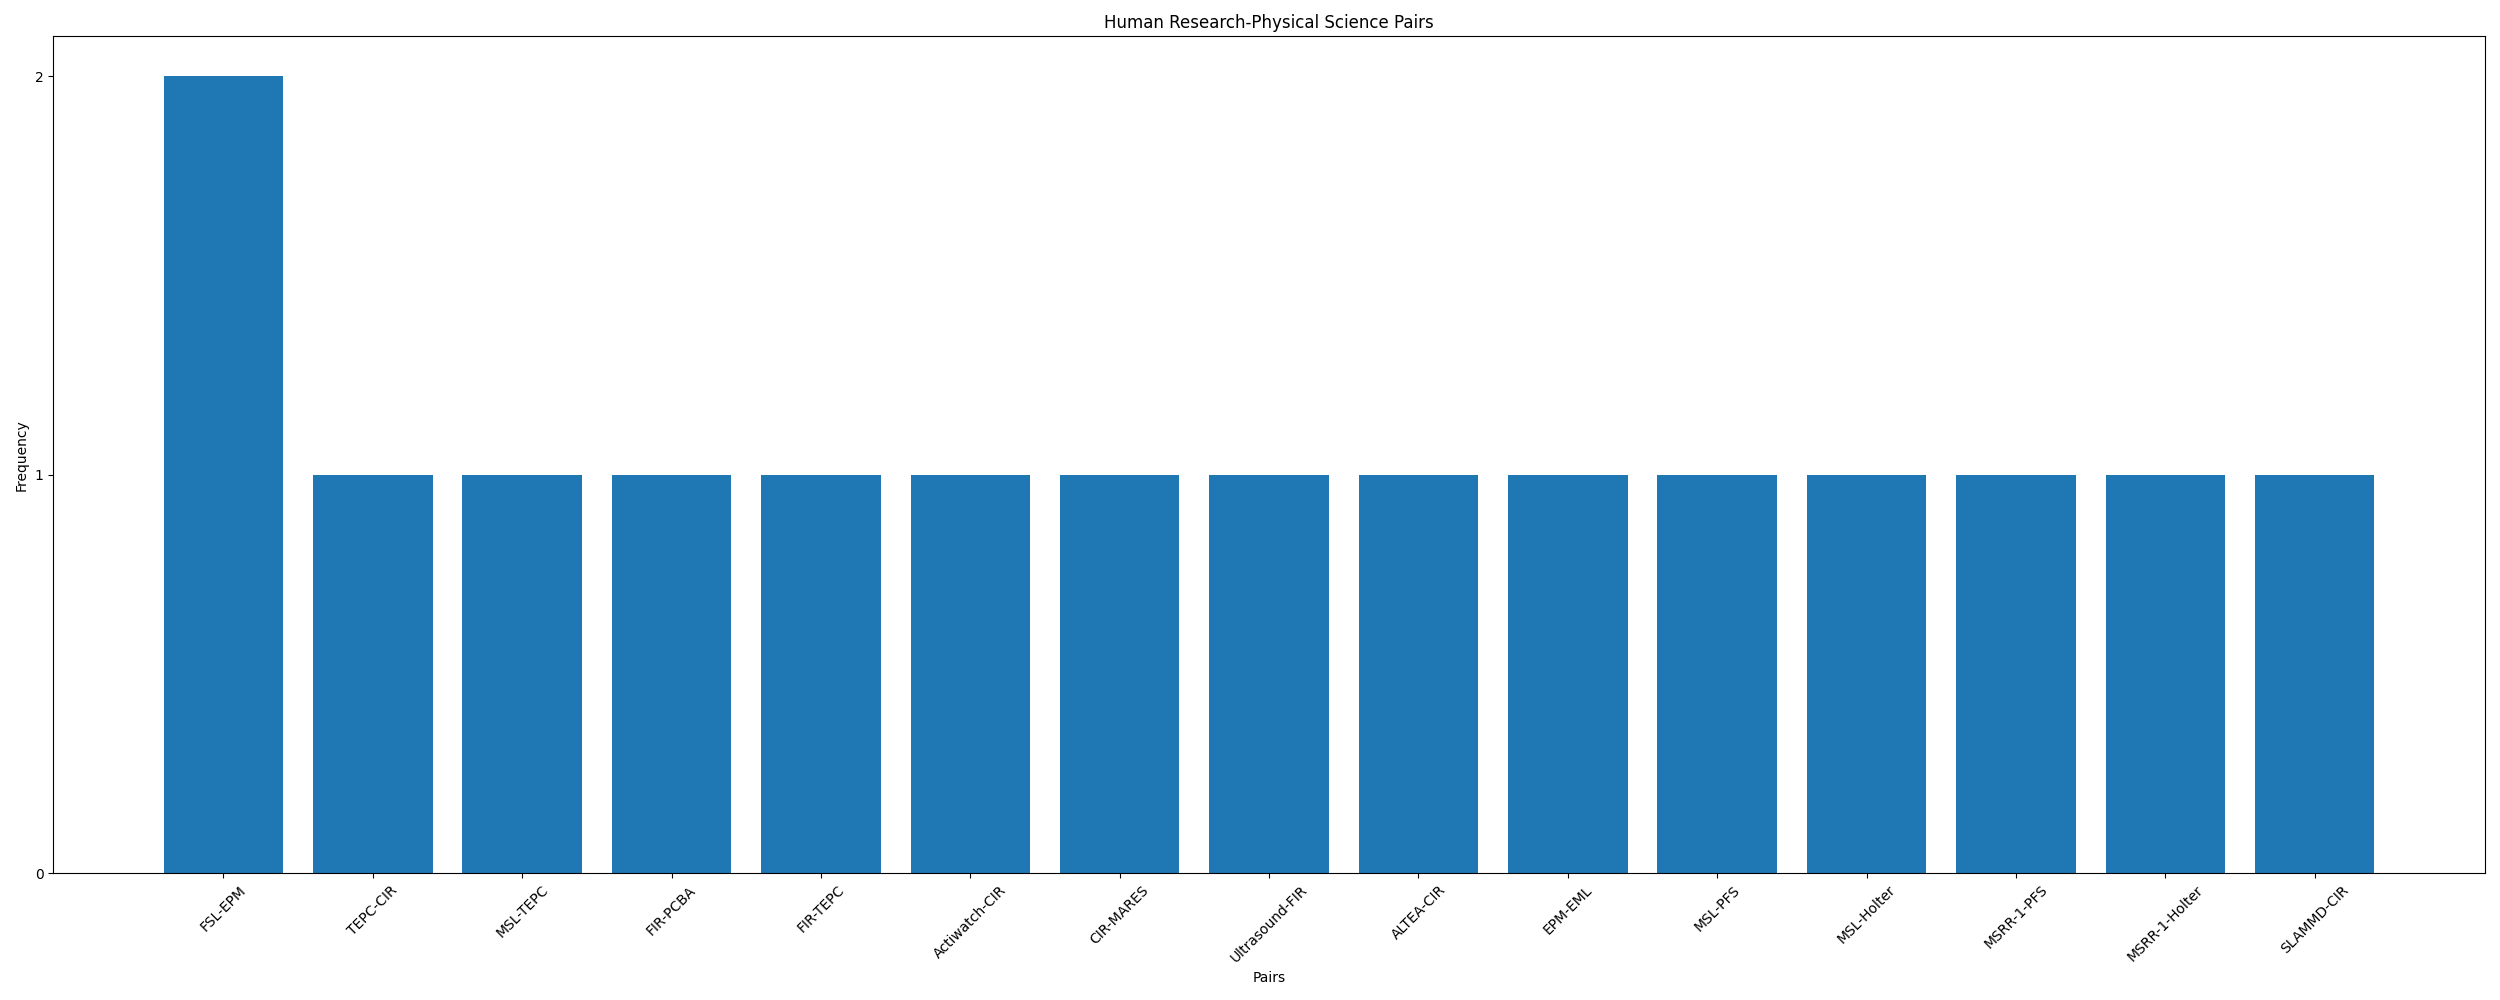 Human Research-Physical Science Pairs
Frequency
2
1
0
FSL-EPM
TEPC-CIR
MSL-TEPC
FIR-PCBA
FIR-TEPC
Actiwatch-CIR
CIR-MARES
Ultrasound-FIR
ALTEA-CIR
EPM-EML
MSL-PFS
MSL-Holter
MSRR-1-PFS
MSRR-1-Holter
SLAMMD-CIR
Pairs